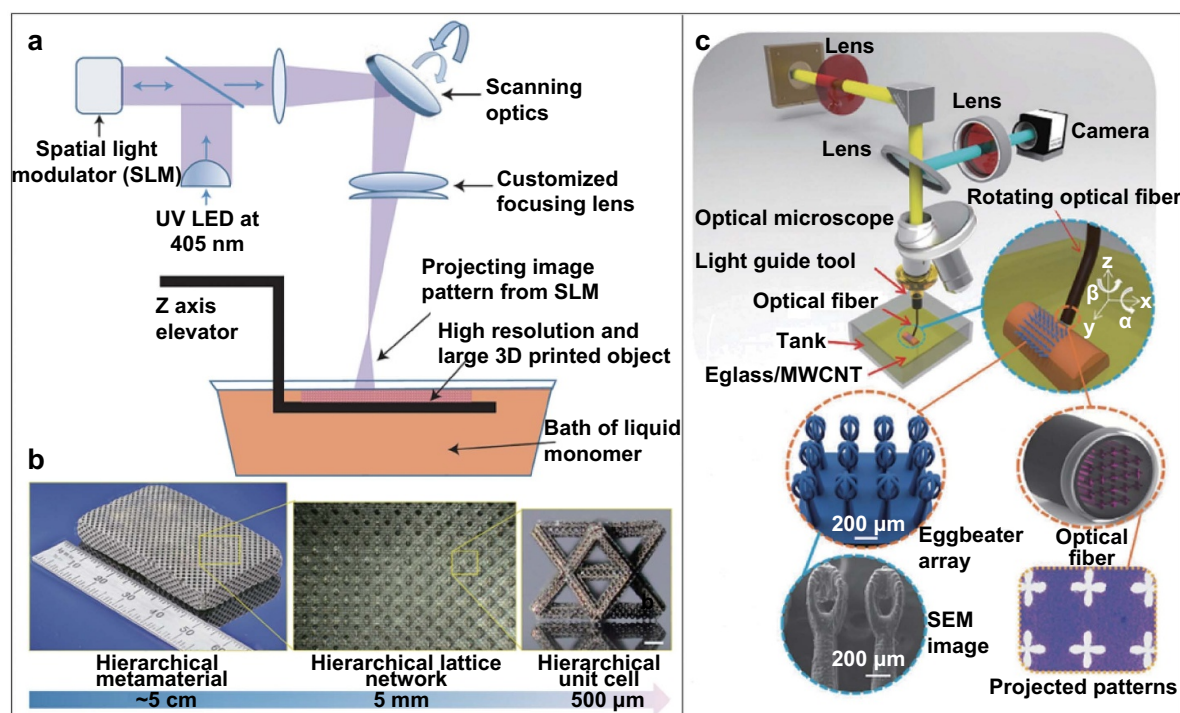 a
Scanning
optics
Spatial light
modulator (SLM)
UV LED at
405 nm
Customized
focusing lens
Projecting image
pattern from SLM
Z axis
elevator
High resolution and
large 3D printed object
Bath of liquid
monomer
b
Hierarchical
metamaterial
Hierarchical lattice
network
Hierarchical
unit cell
~5 cm
5 mm
500 µm
c
Lens
Lens
Camera
Lens
Rotating optical fiber
Optical microscope
Light guide tool
Optical fiber
Tank
Eglass/MWCNT
z
β
x
y
α
200 µm
Eggbeater
array
Optical
fiber
SEM
image
200 µm
Projected patterns